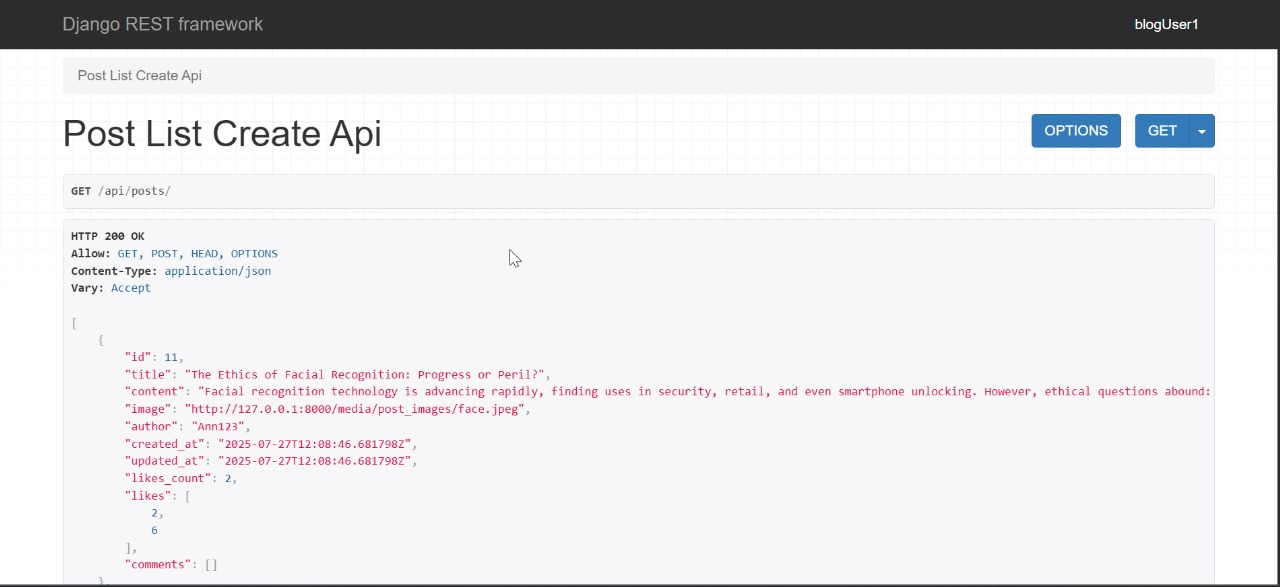 Django REST framework
blogUser1
Post List Create Api
Post List Create Api
OPTIONS
GET
GET /api/posts/
HTTP 200 OK
Allow: GET, POST, HEAD, OPTIONS
Content-Type: application/json
Vary: Accept
[
{
"id": 11,
"title": "The Ethics of Facial Recognition: Progress or Peril?",
"content": "Facial recognition technology is advancing rapidly, finding uses in security, retail, and even smartphone unlocking. However, ethical questions abound:
"image": "http://127.0.0.1:8000/media/post_images/face.jpeg",
"author": "Ann123",
"created_at": "2025-07-27T12:08:46.681798Z",
"updated_at": "2025-07-27T12:08:46.681798Z",
"likes_count": 2,
"likes": [
2,
6
],
"comments": []
},